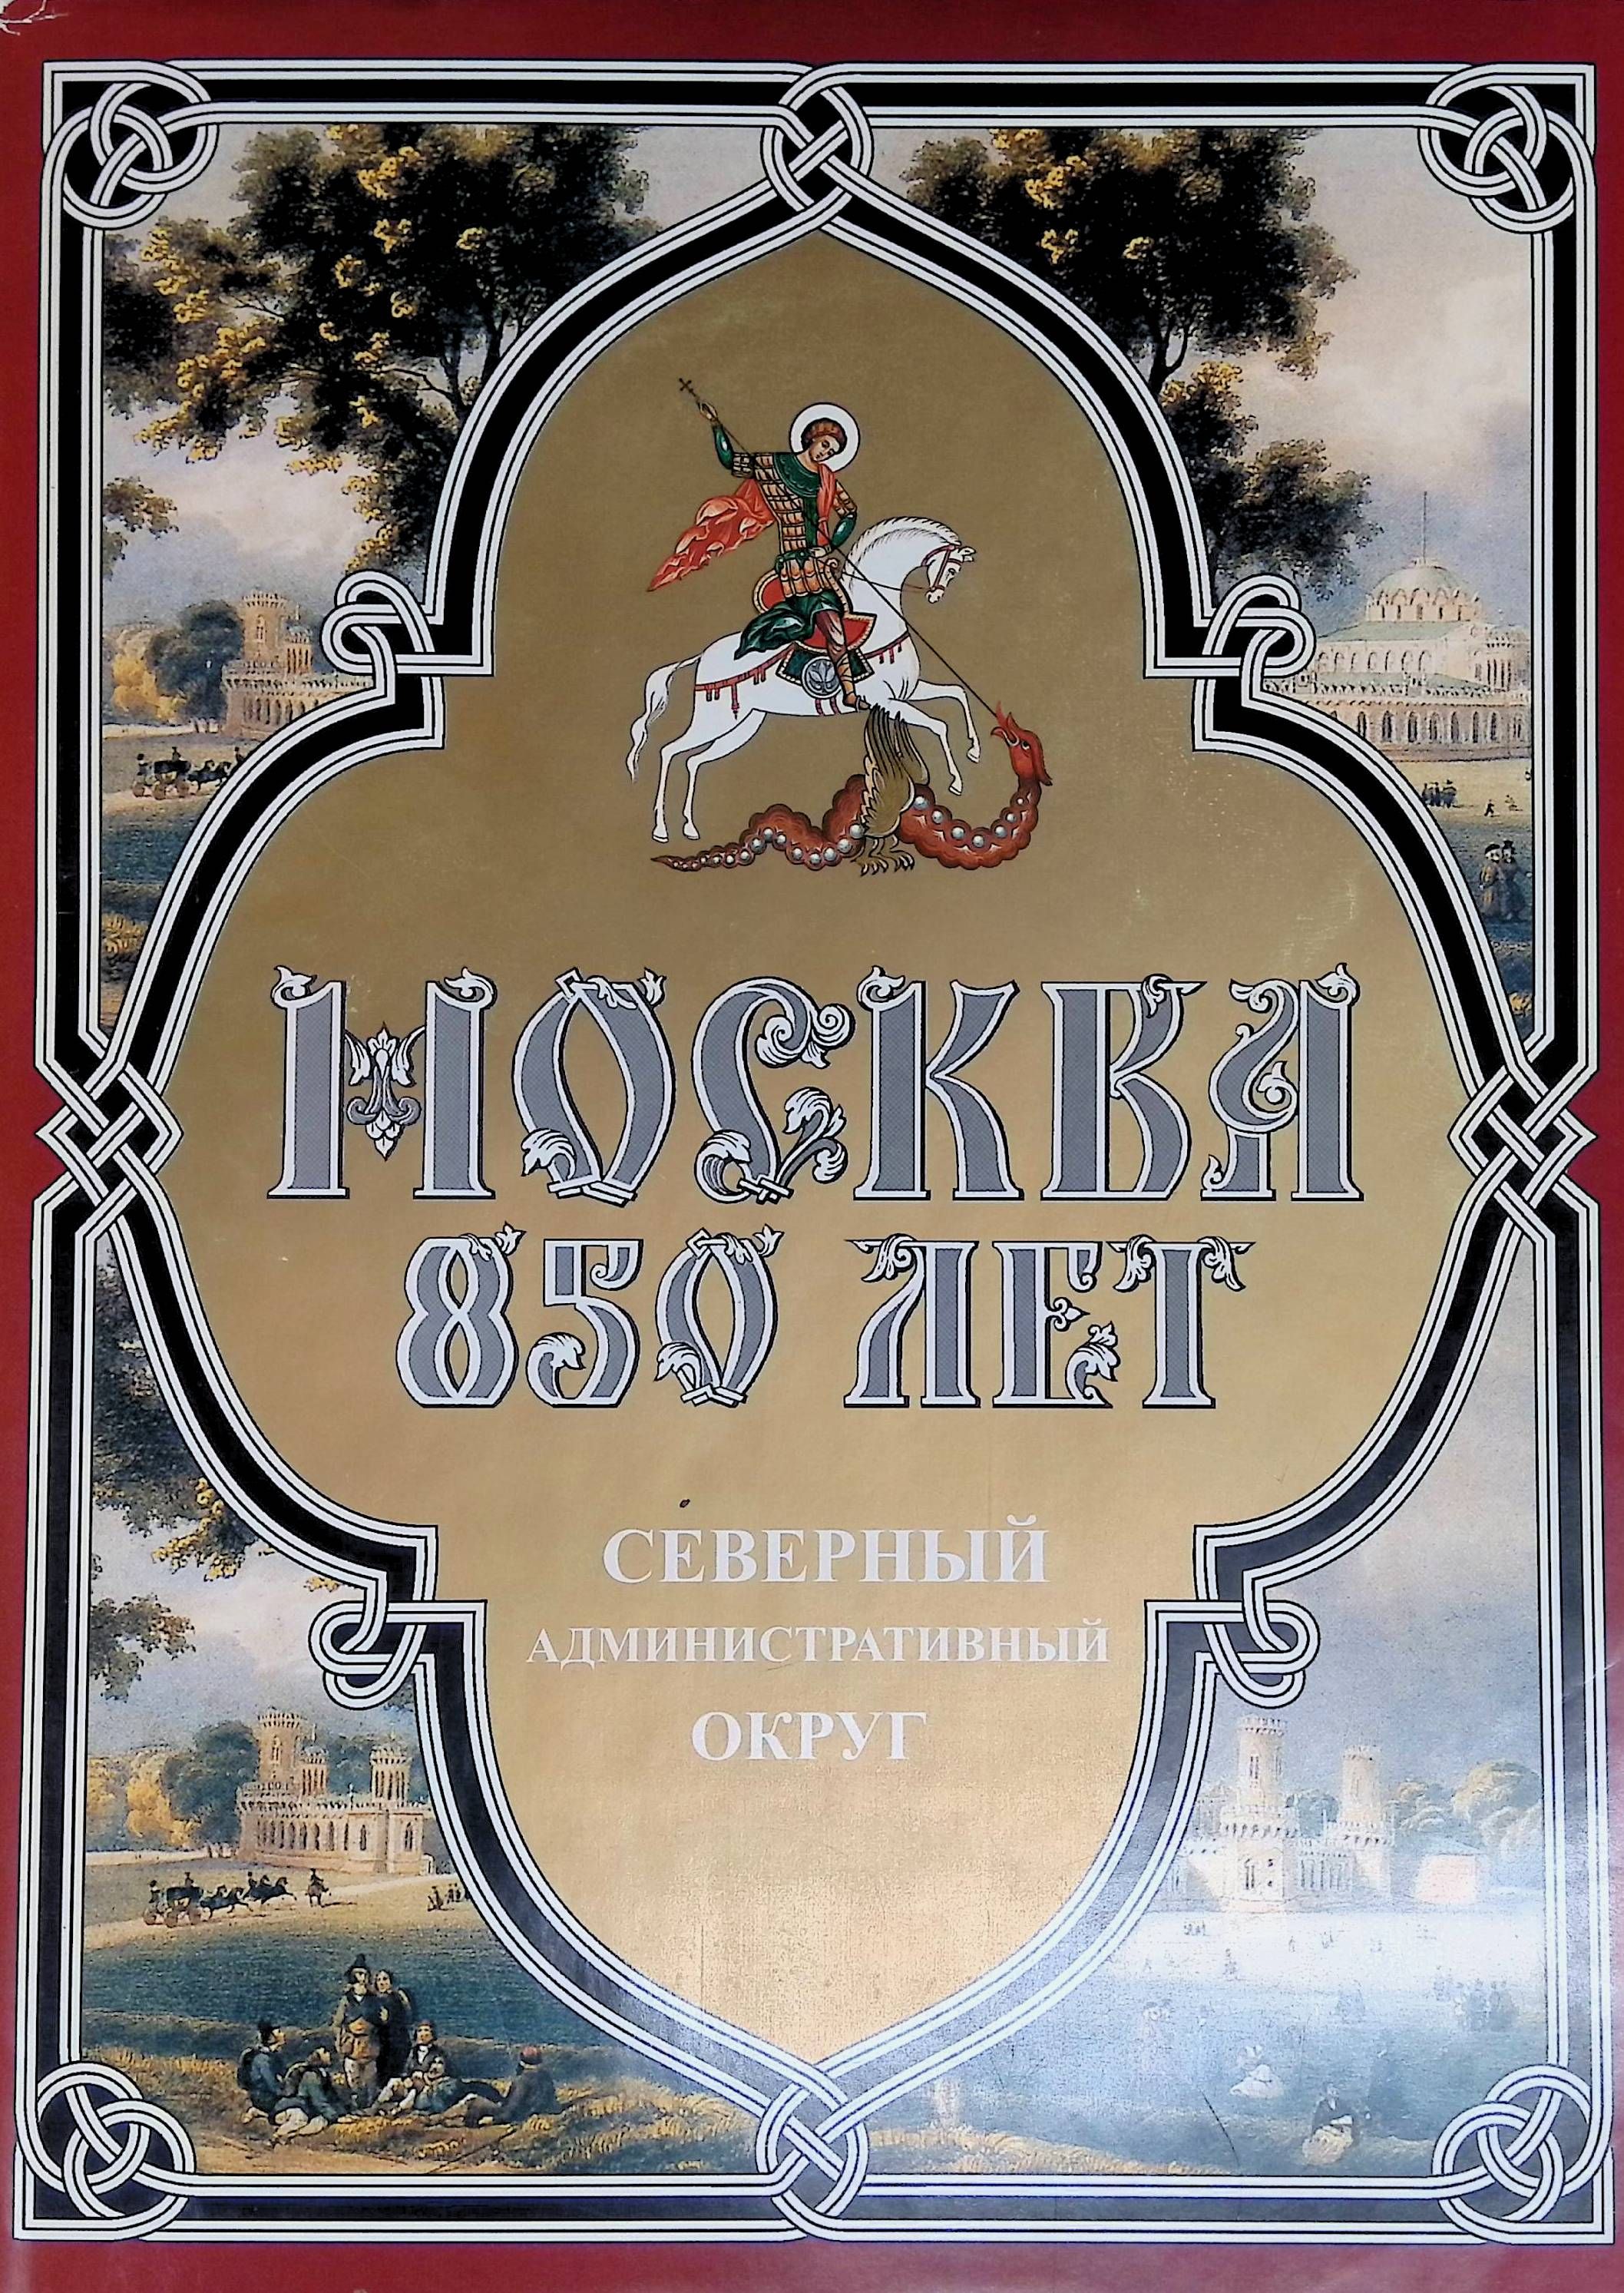 МОСКВА
850 ЛЕТ
СЕВЕРНЫЙ
АДМИНИСТРАТИВНЫЙ
ОКРУГ